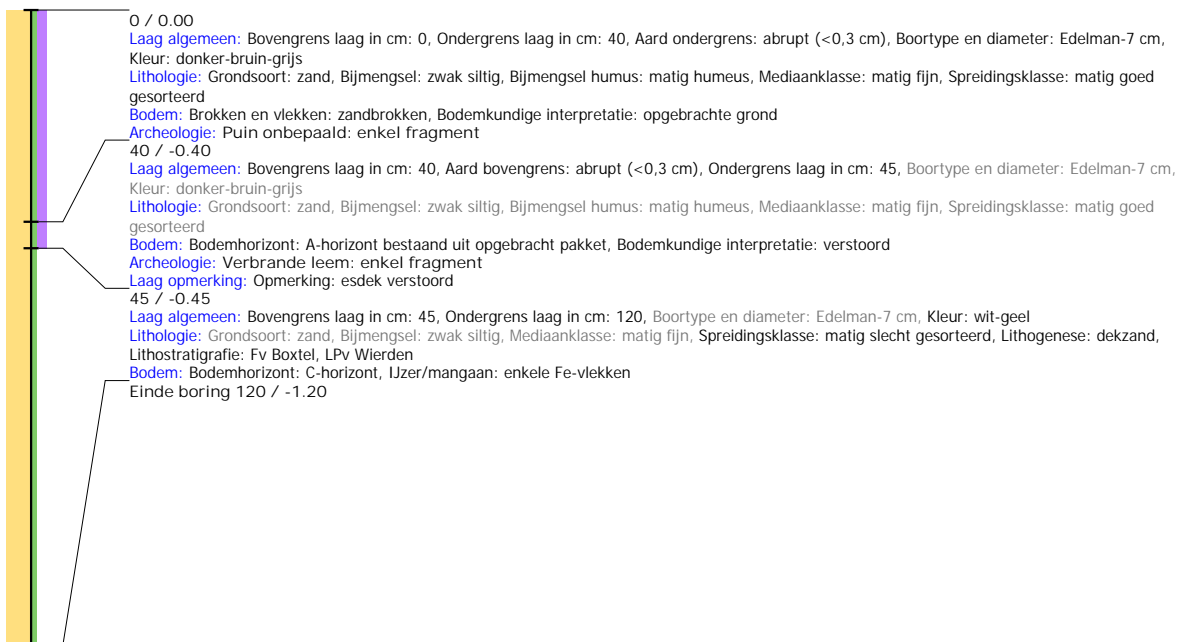 0 / 0.00
Laag algemeen: Bovengrens laag in cm: 0, Ondergrens laag in cm: 40, Aard ondergrens: abrupt (<0,3 cm), Boortype en diameter: Edelman-7 cm,
Kleur: donker-bruin-grijs
Lithologie: Grondsoort: zand, Bijmengsel: zwak siltig, Bijmengsel humus: matig humeus, Mediaanklasse: matig fijn, Spreidingsklasse: matig goed
gesorteerd
Bodem: Brokken en vlekken: zandbrokken, Bodemkundige interpretatie: opgebrachte grond
Archeologie: Puin onbepaald: enkel fragment
40 / -0.40
Laag algemeen: Bovengrens laag in cm: 40, Aard bovengrens: abrupt (<0,3 cm), Ondergrens laag in cm: 45, Boortype en diameter: Edelman-7 cm,
Kleur: donker-bruin-grijs
Lithologie: Grondsoort: zand, Bijmengsel: zwak siltig, Bijmengsel humus: matig humeus, Mediaanklasse: matig fijn, Spreidingsklasse: matig goed
gesorteerd
Bodem: Bodemhorizont: A-horizont bestaand uit opgebracht pakket, Bodemkundige interpretatie: verstoord
Archeologie: Verbrande leem: enkel fragment
Laag opmerking: Opmerking: esdek verstoord
45 / -0.45
Laag algemeen: Bovengrens laag in cm: 45, Ondergrens laag in cm: 120, Boortype en diameter: Edelman-7 cm, Kleur: wit-geel
Lithologie: Grondsoort: zand, Bijmengsel: zwak siltig, Mediaanklasse: matig fijn, Spreidingsklasse: matig slecht gesorteerd, Lithogenese: dekzand,
Lithostratigrafie: Fv Boxtel, LPv Wierden
Bodem: Bodemhorizont: C-horizont, IJzer/mangaan: enkele Fe-vlekken
Einde boring 120 / -1.20